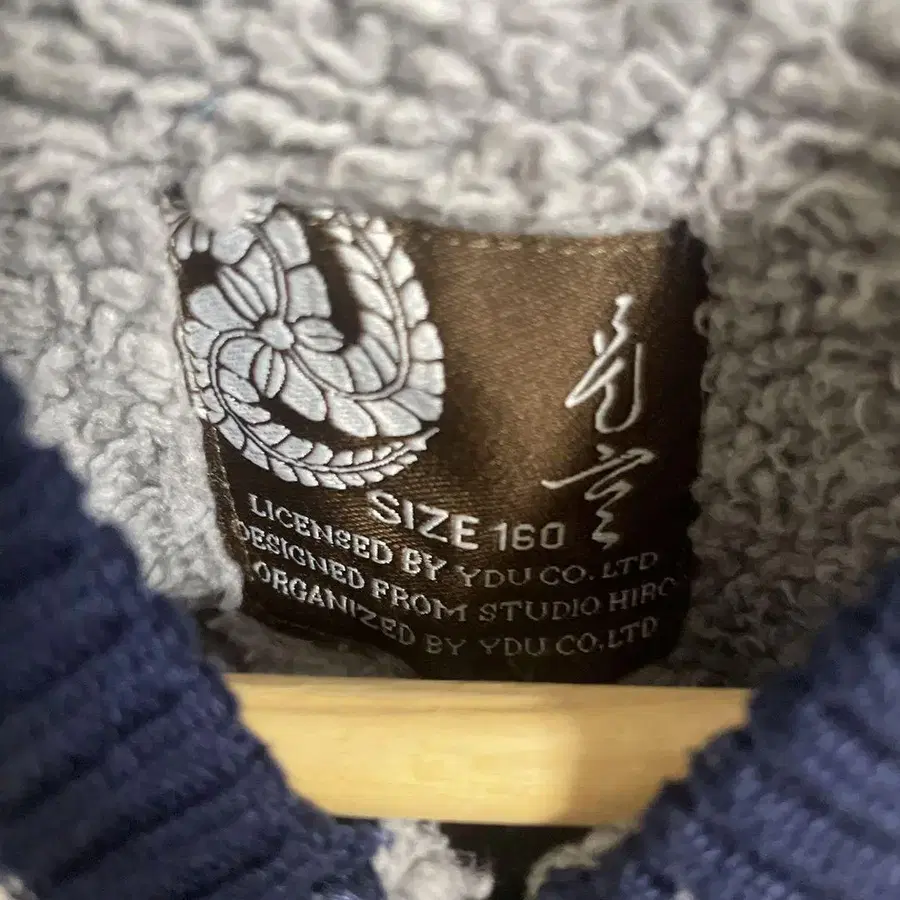 SIZE 160
LICENSED BY YDU CO. LTD
DESIGNED FROM STUDIO HIRO
ORGANIZED BY YDU CO,LTD